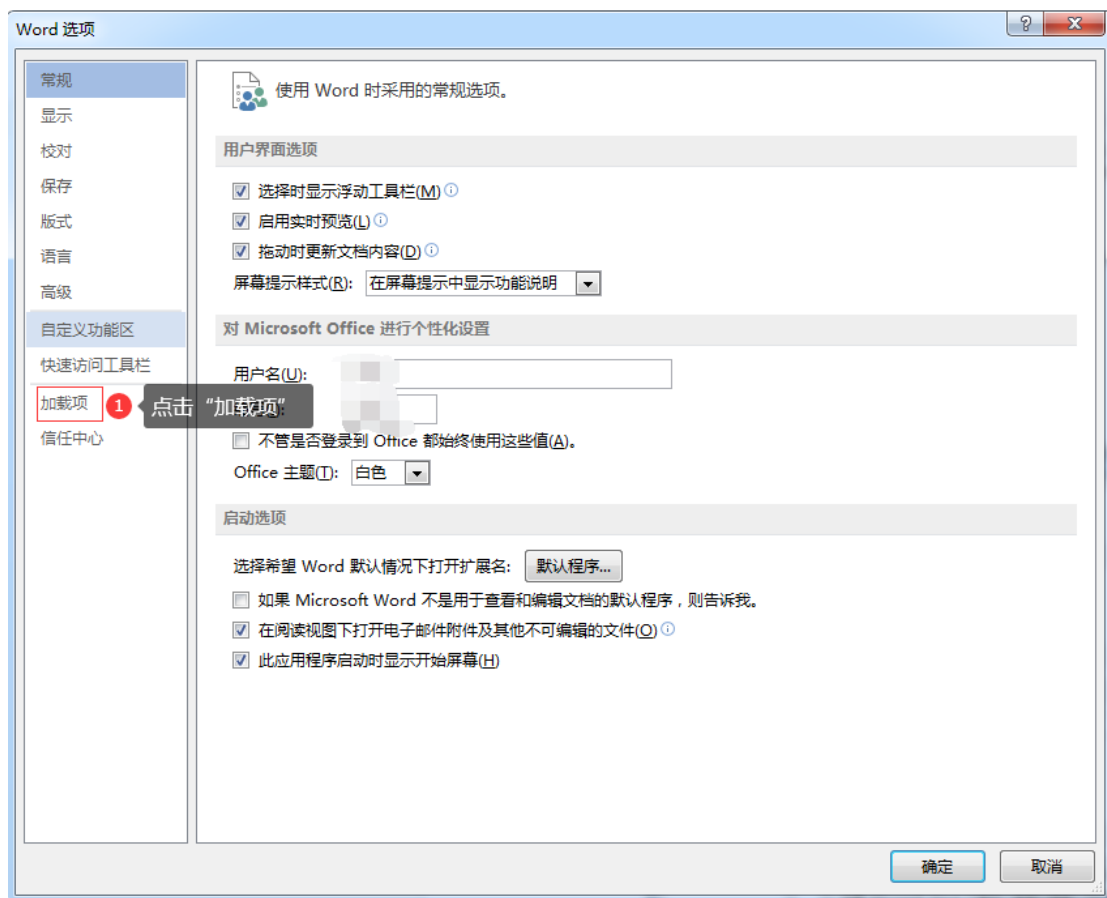 Word 选项
常规
显示
校对
保存
版式
语言
高级
自定义功能区
快速访问工具栏
加载项
1 点击“加载项”
信任中心
使用 Word 时采用的常规选项。
用户界面选项
选择时显示浮动工具栏(M)
启用实时预览(L)
拖动时更新文档内容(D)
屏幕提示样式(R): 在屏幕提示中显示功能说明
对 Microsoft Office 进行个性化设置
用户名(U):
不管是否登录到 Office 都始终使用这些值(A)。
Office 主题(T): 白色
启动选项
选择希望 Word 默认情况下打开扩展名: 默认程序...
如果 Microsoft Word 不是用于查看和编辑文档的默认程序，则告诉我。
在阅读视图下打开电子邮件附件及其他不可编辑的文件(O)
此应用程序启动时显示开始屏幕(H)
确定 取消